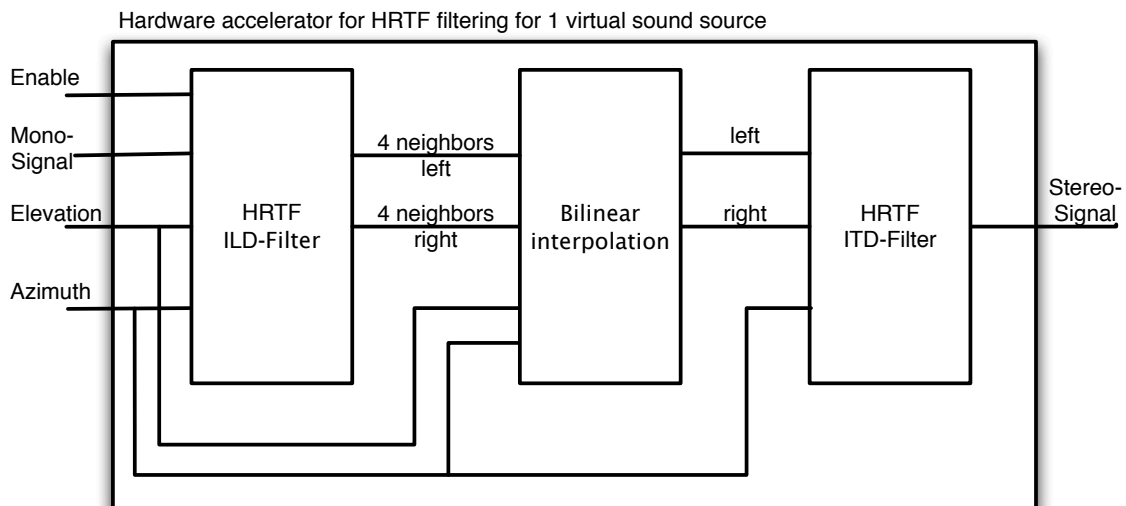 Hardware accelerator for HRTF filtering for 1 virtual sound source
Enable
Mono-
Signal
Elevation
Azimuth
HRTF
ILD-Filter
4 neighbors
left
4 neighbors
right
Bilinear
interpolation
left
right
HRTF
ITD-Filter
Stereo-
Signal